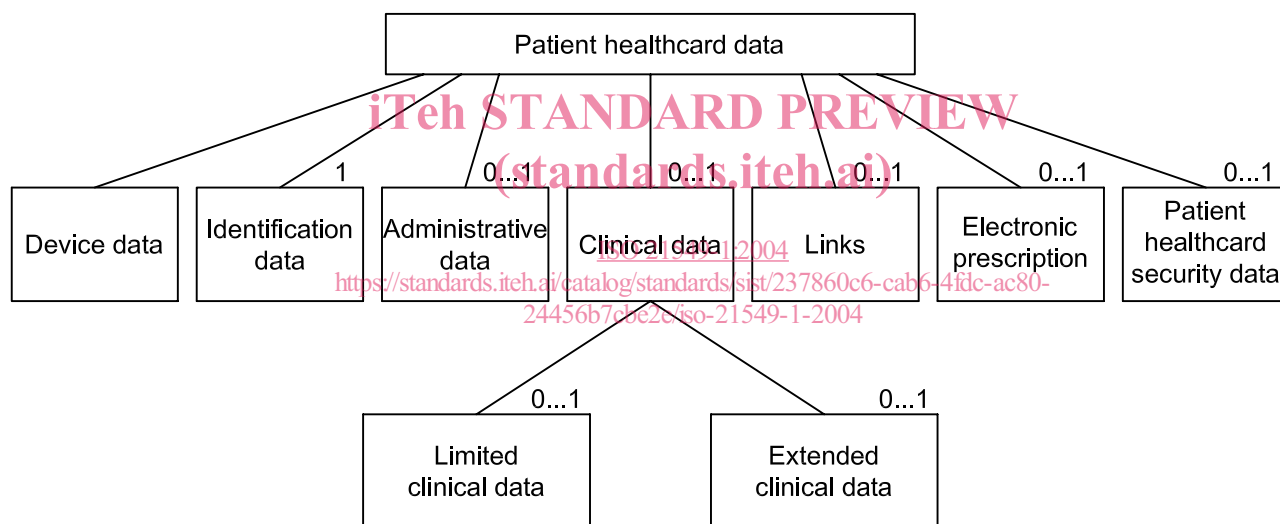 Patient healthcard data
iTeh STANDARD PREVIEW
(standards.iteh.ai)
1
0...1
0...1
0...1
0...1
0...1
Device data
Identification
data
Administrative
data
Clinical data
Links
Electronic
prescription
Patient
healthcard
security data
ISO 21549-1:2004
https://standards.iteh.ai/catalog/standards/sist/237860c6-cab6-4fdc-ac80-
24456b7cbe2e/iso-21549-1-2004
0...1
0...1
Limited
clinical data
Extended
clinical data